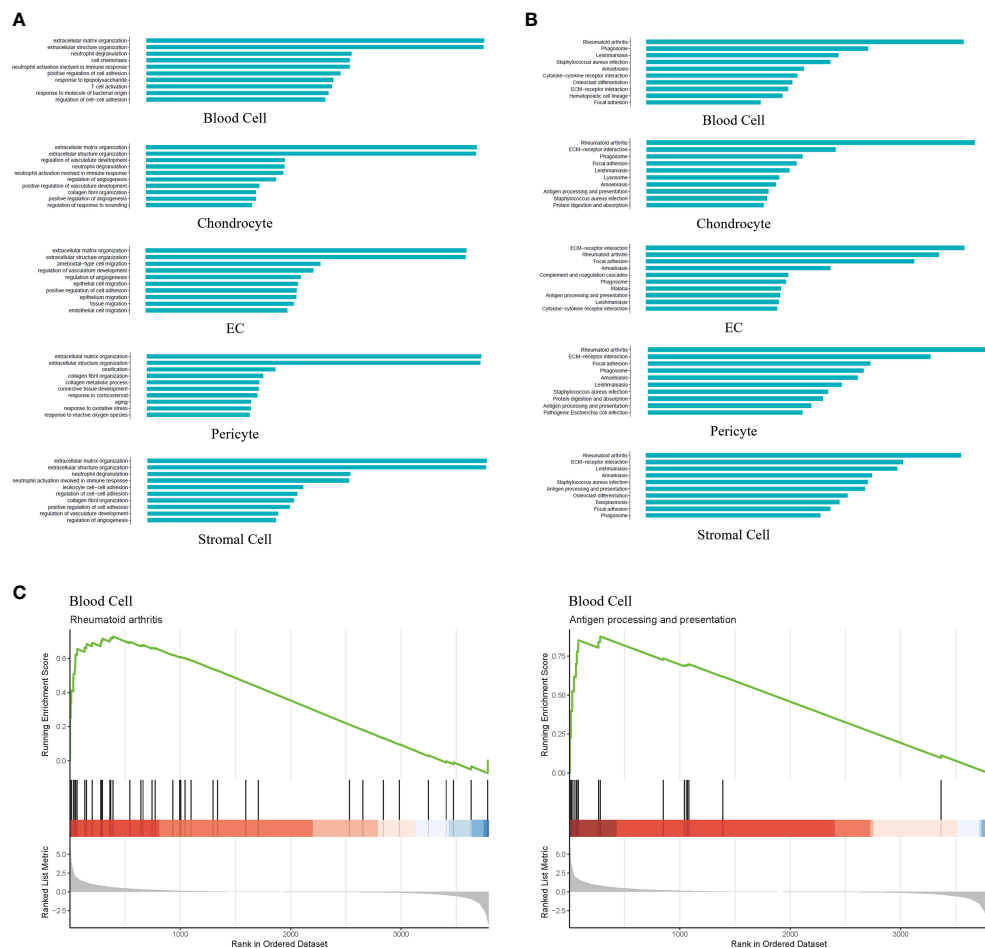 A
extracellular matrix organization
extracellular structure organization
neutrophil degranulation
cell chemotaxis
neutrophil activation involved in immune response
positive regulation of cell adhesion
response to lipopolysaccharide
T cell activation
response to molecule of bacterial origin
regulation of cell-cell adhesion
Blood Cell
extracellular matrix organization
extracellular structure organization
regulation of vasculature development
neutrophil degranulation
neutrophil activation involved in immune response
regulation of angiogenesis
positive regulation of vasculature development
collagen fibril organization
positive regulation of angiogenesis
regulation of response to wounding
Chondrocyte
extracellular matrix organization
extracellular structure organization
ameboidal-type cell migration
regulation of vasculature development
regulation of angiogenesis
epithelial cell migration
positive regulation of cell adhesion
epithelium migration
tissue migration
endothelial cell migration
EC
extracellular matrix organization
extracellular structure organization
ossification
collagen fibril organization
collagen metabolic process
connective tissue development
response to corticosteroid
aging
response to oxidative stress
response to reactive oxygen species
Pericyte
extracellular matrix organization
extracellular structure organization
neutrophil degranulation
neutrophil activation involved in immune response
leukocyte cell-cell adhesion
regulation of cell-cell adhesion
collagen fibril organization
positive regulation of cell adhesion
regulation of vasculature development
regulation of angiogenesis
Stromal Cell
B
Rheumatoid arthritis
Phagosome
Leishmaniasis
Staphylococcus aureus infection
Amoebiasis
Cytokine-cytokine receptor interaction
Osteoclast differentiation
ECM-receptor interaction
Hematopoietic cell lineage
Focal adhesion
Blood Cell
Rheumatoid arthritis
ECM-receptor interaction
Phagosome
Focal adhesion
Leishmaniasis
Lysosome
Amoebiasis
Antigen processing and presentation
Staphylococcus aureus infection
Protein digestion and absorption
Chondrocyte
ECM-receptor interaction
Rheumatoid arthritis
Focal adhesion
Amoebiasis
Complement and coagulation cascades
Phagosome
Malaria
Antigen processing and presentation
Leishmaniasis
Cytokine-cytokine receptor interaction
EC
Rheumatoid arthritis
ECM-receptor interaction
Focal adhesion
Phagosome
Amoebiasis
Leishmaniasis
Staphylococcus aureus infection
Protein digestion and absorption
Antigen processing and presentation
Pathogenic Escherichia coli infection
Pericyte
Rheumatoid arthritis
ECM-receptor interaction
Leishmaniasis
Amoebiasis
Staphylococcus aureus infection
Antigen processing and presentation
Osteoclast differentiation
Toxoplasmosis
Focal adhesion
Phagosome
Stromal Cell
C
Blood Cell
Rheumatoid arthritis
Running Enrichment Score
0.6
0.4
0.2
0.0
Ranked List Metric
5.0
2.5
0.0
-2.5
1000
2000
3000
Rank in Ordered Dataset
Blood Cell
Antigen processing and presentation
Running Enrichment Score
0.75
0.50
0.25
0.00
Ranked List Metric
5.0
2.5
0.0
-2.5
1000
2000
3000
Rank in Ordered Dataset